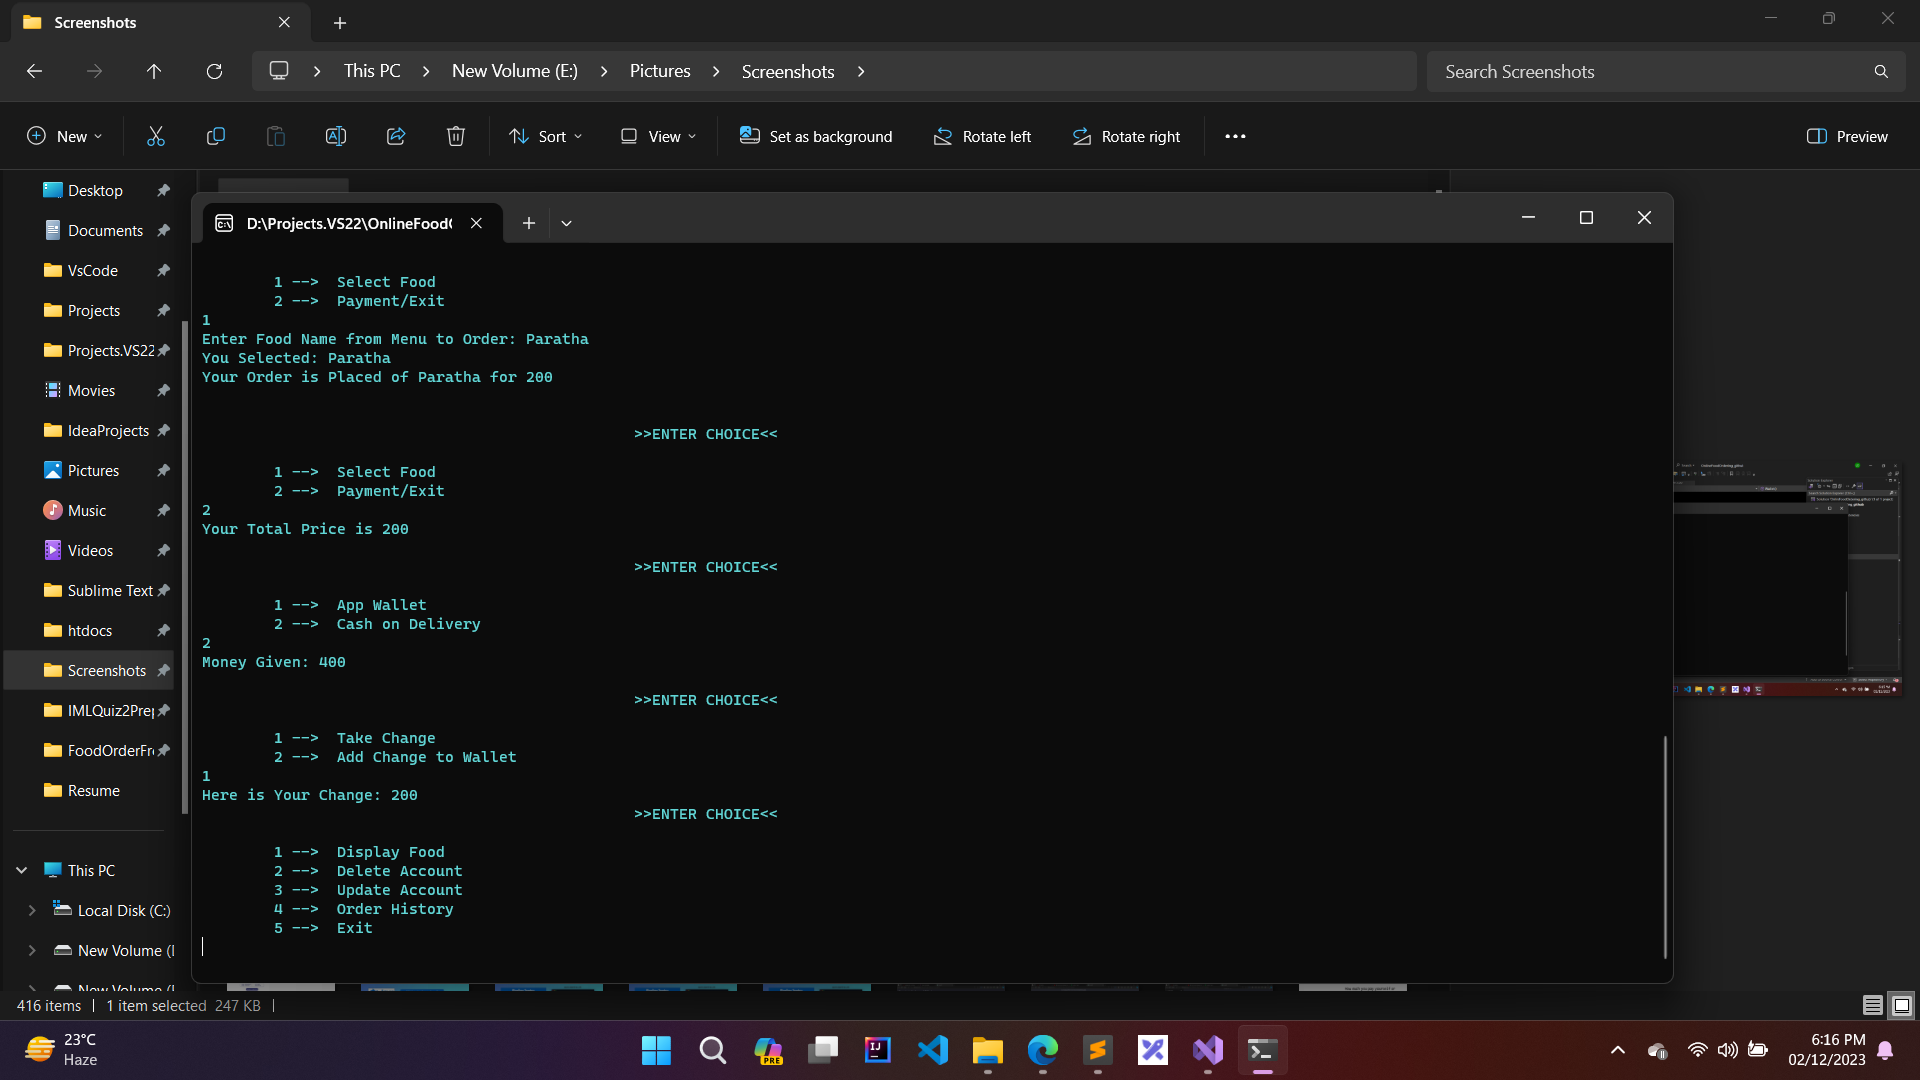 Screenshots
This PC
New Volume (E:)
Pictures
Screenshots
Search Screenshots
New
Sort
View
Set as background
Rotate left
Rotate right
Preview
Desktop
Documents
VsCode
Projects
Projects.VS22
Movies
IdeaProjects
Pictures
Music
Videos
Sublime Text
htdocs
Screenshots
IMLQuiz2Prep
FoodOrderFr
Resume
This PC
Local Disk (C:)
New Volume (
New Volume (
D:\Projects.VS22\OnlineFood
1 -->  Select Food
2 -->  Payment/Exit
1
Enter Food Name from Menu to Order: Paratha
You Selected: Paratha
Your Order is Placed of Paratha for 200
>>ENTER CHOICE<<
1 -->  Select Food
2 -->  Payment/Exit
2
Your Total Price is 200
>>ENTER CHOICE<<
1 -->  App Wallet
2 -->  Cash on Delivery
2
Money Given: 400
>>ENTER CHOICE<<
1 -->  Take Change
2 -->  Add Change to Wallet
1
Here is Your Change: 200
>>ENTER CHOICE<<
1 -->  Display Food
2 -->  Delete Account
3 -->  Update Account
4 -->  Order History
5 -->  Exit
416 items
1 item selected 247 KB
23°C
Haze
PRE
IJ
6:16 PM
02/12/2023